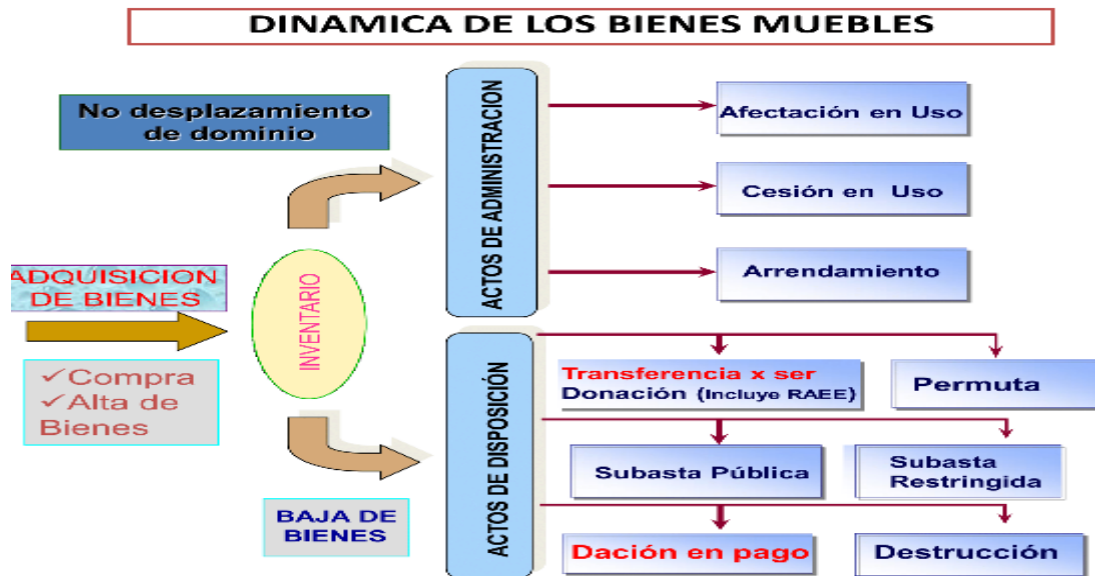 DINAMICA DE LOS BIENES MUEBLES
No desplazamiento
de dominio
ACTOS DE ADMINISTRACION
Afectación en Uso
Cesión en Uso
Arrendamiento
ADQUISICION
DE BIENES
✓Compra
✓Alta de
Bienes
INVENTARIO
BAJA DE
BIENES
ACTOS DE DISPOSICIÓN
Transferencia x ser
Donación (Incluye RAEE)
Permuta
Subasta Pública
Subasta
Restringida
Dación en pago
Destrucción